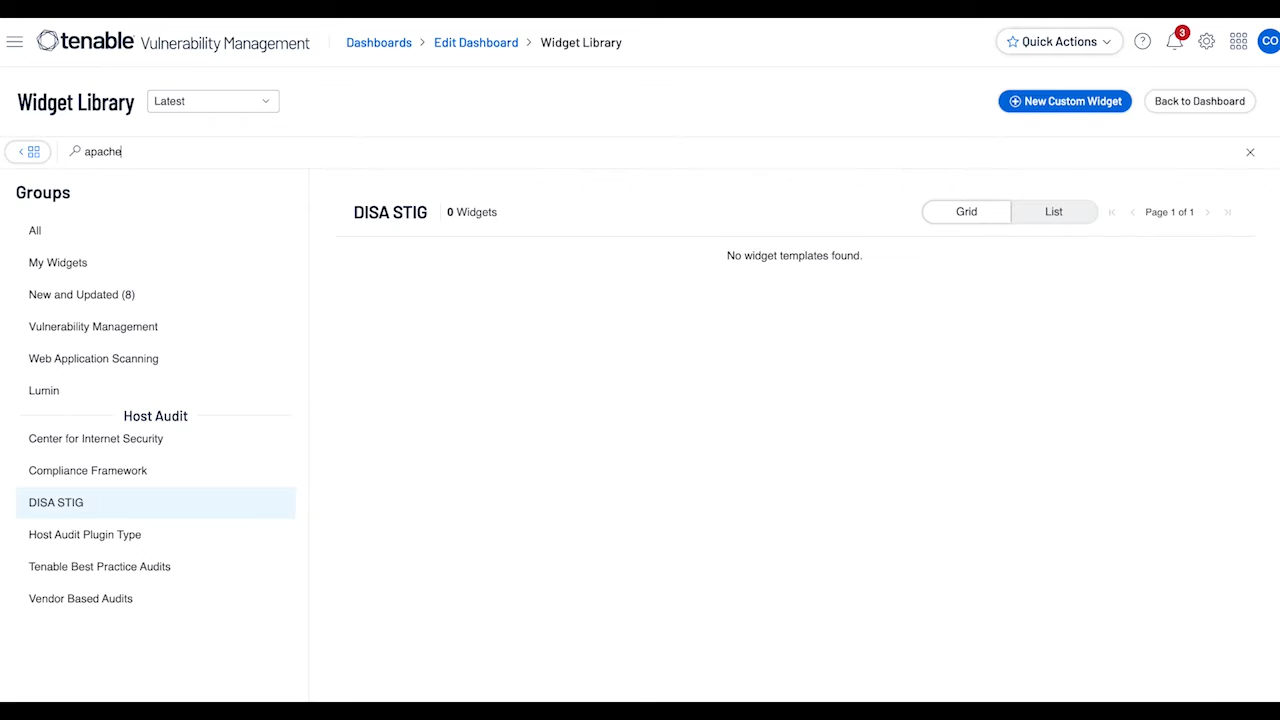 tenable Vulnerability Management
Dashboards > Edit Dashboard > Widget Library
Quick Actions
3
CO
Widget Library
Latest
New Custom Widget
Back to Dashboard
apache
Groups
All
My Widgets
New and Updated (8)
Vulnerability Management
Web Application Scanning
Lumin
Host Audit
Center for Internet Security
Compliance Framework
DISA STIG
Host Audit Plugin Type
Tenable Best Practice Audits
Vendor Based Audits
DISA STIG
0 Widgets
Grid
List
Page 1 of 1
No widget templates found.